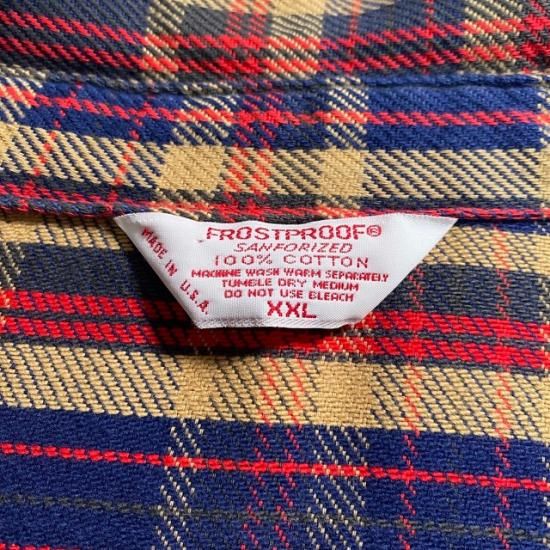 FROSTPROOF®
SANFORIZED
100% COTTON
MACHINE WASH WARM SEPARATELY
TUMBLE DRY MEDIUM
DO NOT USE BLEACH
XXL
MADE IN U.S.A.